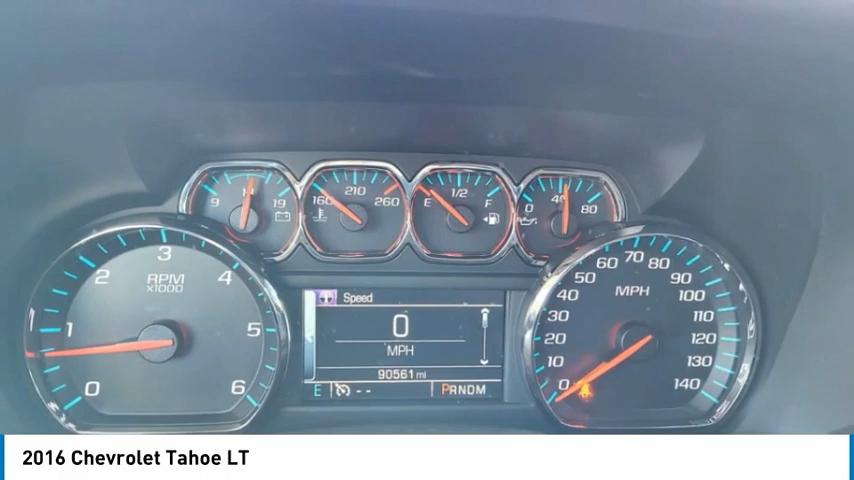 9 14 19
160 210 260
E 1/2 F
0 40 80
RPM
x1000
0 1 2 3 4 5 6
Speed
0
MPH
90561 mi
E -- PRNDM
MPH
0 10 20 30 40 50 60 70 80 90 100 110 120 130 140
2016 Chevrolet Tahoe LT